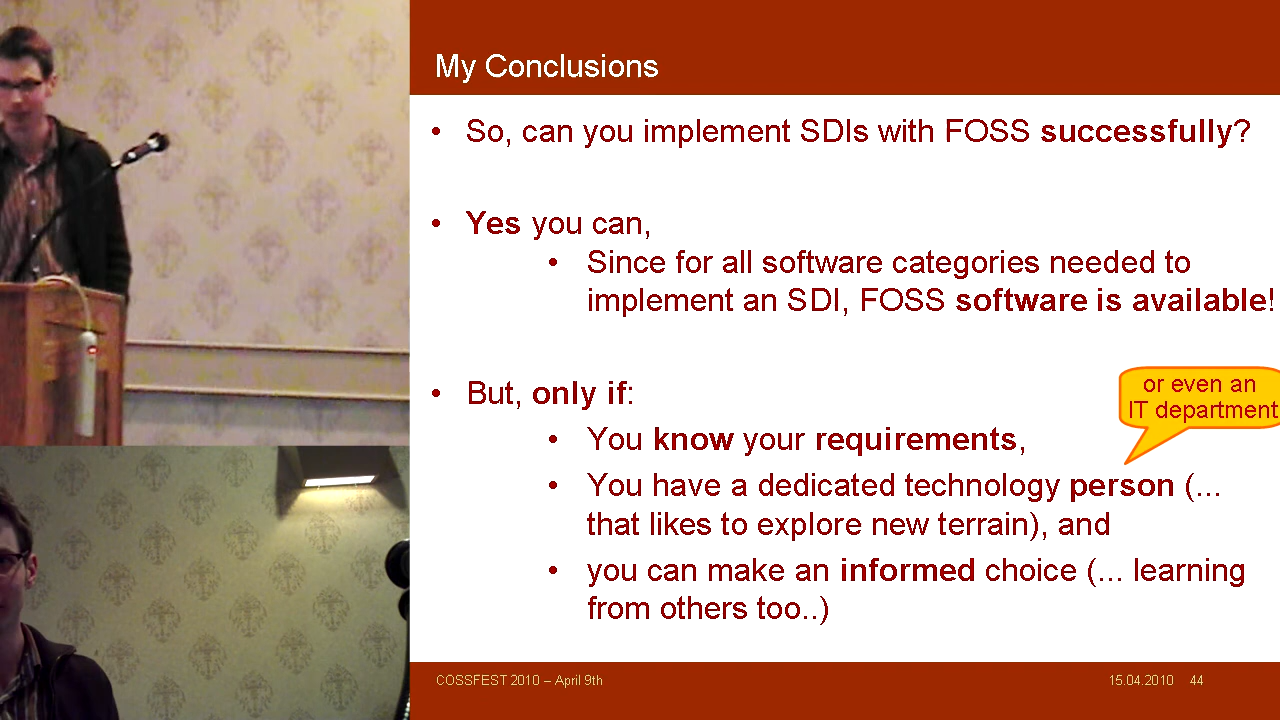 My Conclusions
• So, can you implement SDIs with FOSS successfully?
• Yes you can,
• Since for all software categories needed to
implement an SDI, FOSS software is available!
• But, only if:
or even an
IT department
• You know your requirements,
• You have a dedicated technology person (...
that likes to explore new terrain), and
• you can make an informed choice (... learning
from others too..)
COSSFEST 2010 – April 9th
15.04.2010 44